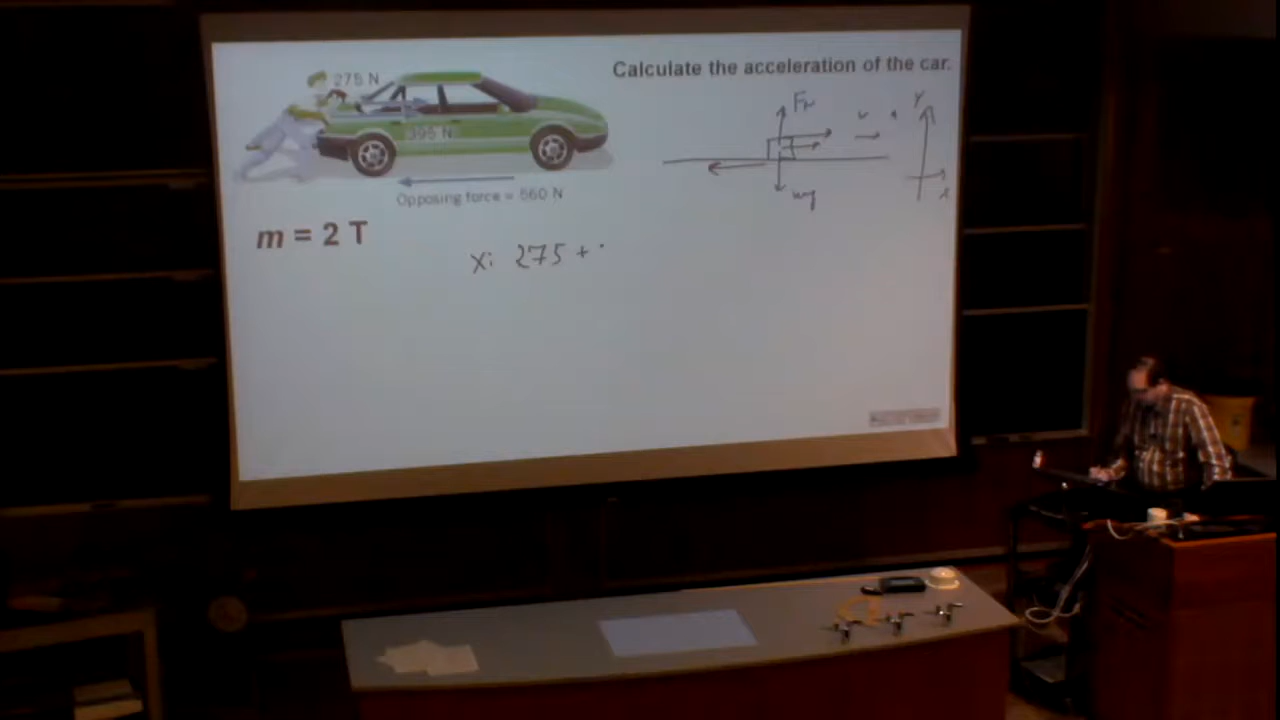 Calculate the acceleration of the car.
275 N
395 N
Opposing force = 560 N
m = 2 T
FN
v
Y
mg
x
X: 275 +